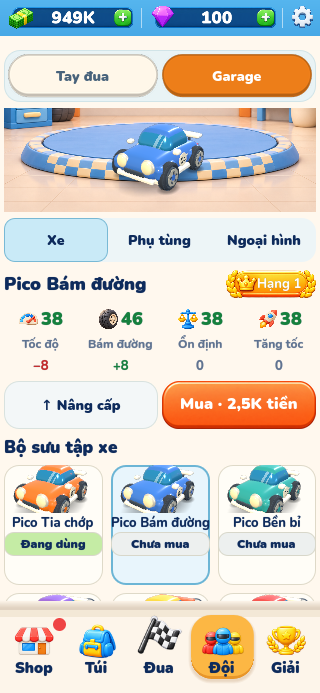 949K
100
Tay đua
Garage
Xe
Phụ tùng
Ngoại hình
Pico Bám đường
Hạng 1
38
46
38
38
Tốc độ
Bám đường
Ổn định
Tăng tốc
−8
+8
0
0
↑ Nâng cấp
Mua · 2,5K tiền
Bộ sưu tập xe
Pico Tia chớp
Pico Bám đường
Pico Bền bỉ
Đang dùng
Chưa mua
Chưa mua
Shop
Túi
Đua
Đội
Giải